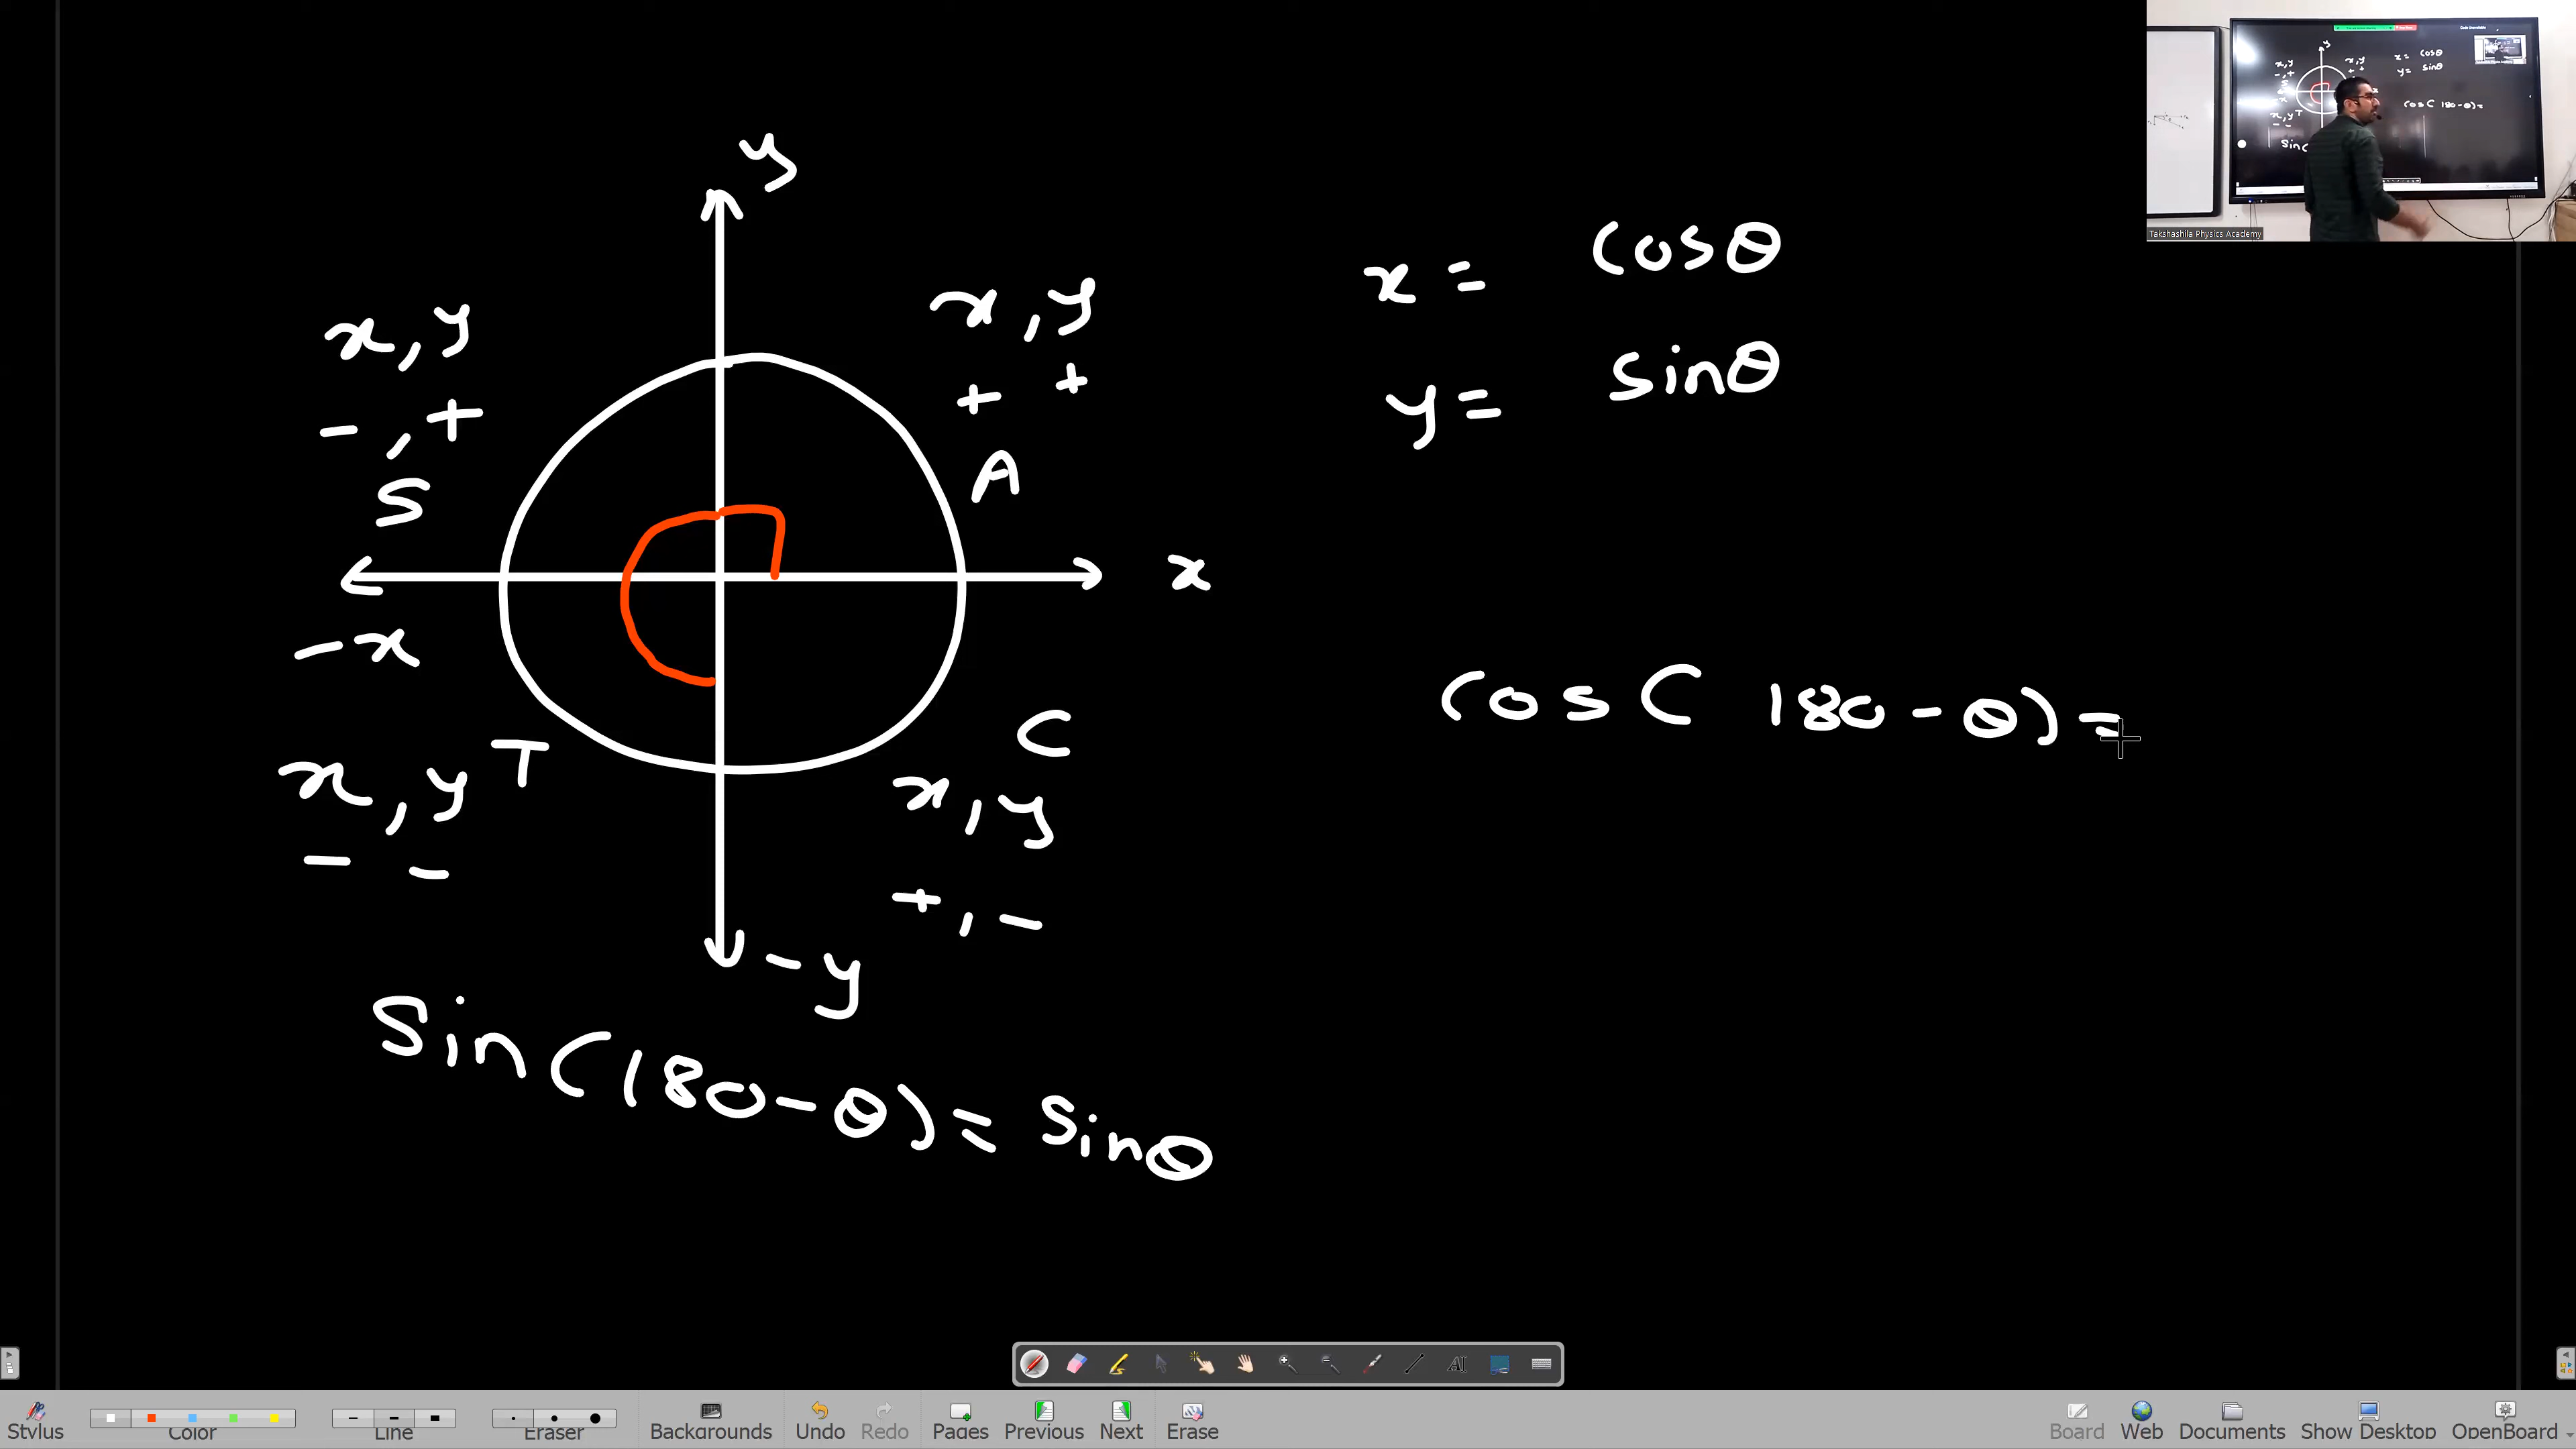 y
x, y
+ +
A
x, y
-, +
S
x = cosθ
y = sinθ
x
-x
x, y T
- -
C
x, y
+, -
-y
cos( 180-θ) =
Sin(180-θ) = sinθ
Takshashila Physics Academy
Stylus Color Line Eraser Backgrounds Undo Redo Pages Previous Next Erase Board Web Documents Show Desktop OpenBoard